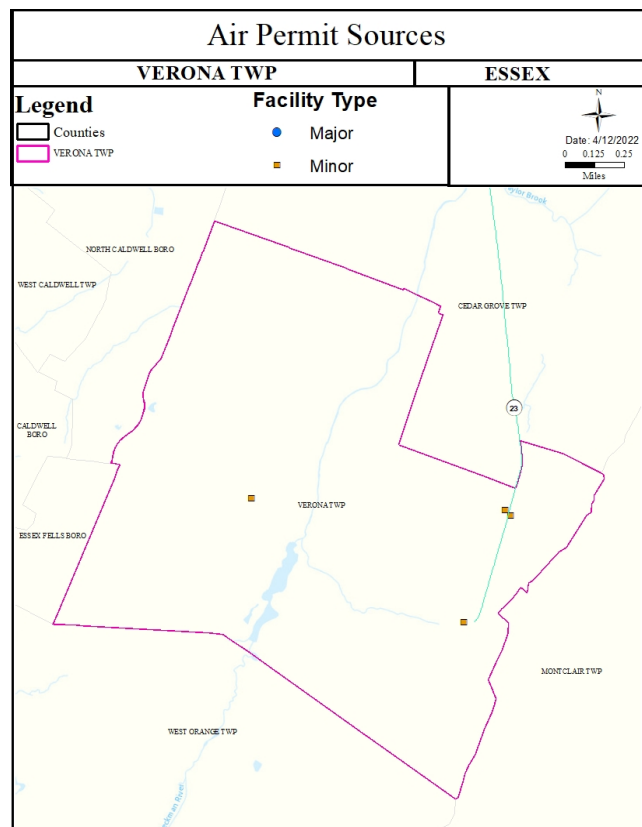 Air Permit Sources
VERONA TWP
ESSEX
Legend
Counties
VERONA TWP
Facility Type
Major
Minor
N
Date: 4/12/2022
0 0.125 0.25
Miles
Brook
NORTH CALDWELL BORO
WEST CALDWELL TWP
CEDAR GROVE TWP
23
CALDWELL
BORO
VERONA TWP
ESSEX FELLS BORO
MONTCLAIR TWP
WEST ORANGE TWP
River